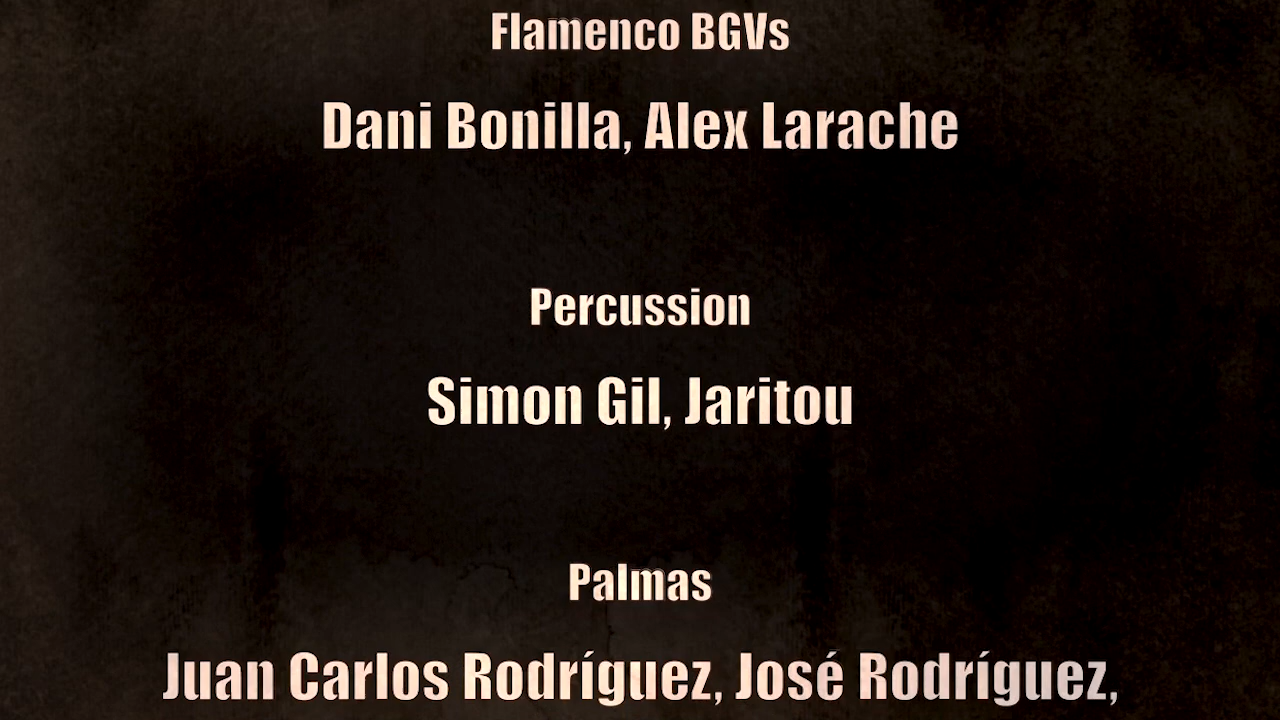 Flamenco BGVs
Dani Bonilla, Alex Larache
Percussion
Simon Gil, Jaritou
Palmas
Juan Carlos Rodríguez, José Rodríguez,